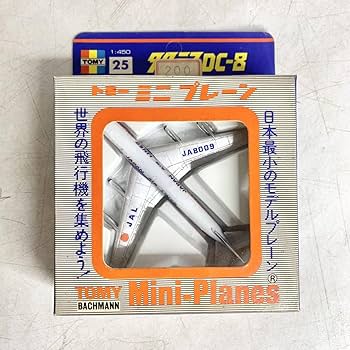 TOMY
1:450
25
ダグラスDC-8
200
トミー ミニプレーン
世界の飛行機を集めよう!
日本最小のモデルプレーン
JA8009
JAL
TOMY
BACHMANN
Mini-Planes®